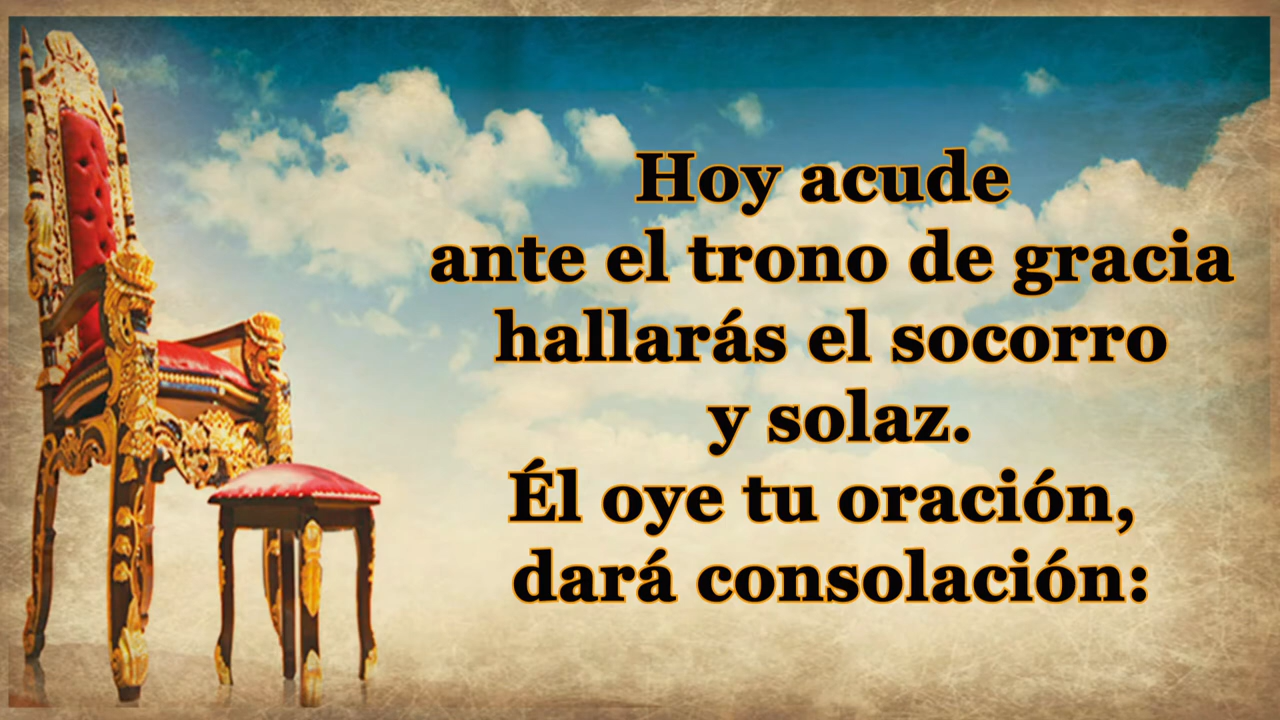 Hoy acude
ante el trono de gracia
hallarás el socorro
y solaz.
Él oye tu oración,
dará consolación: